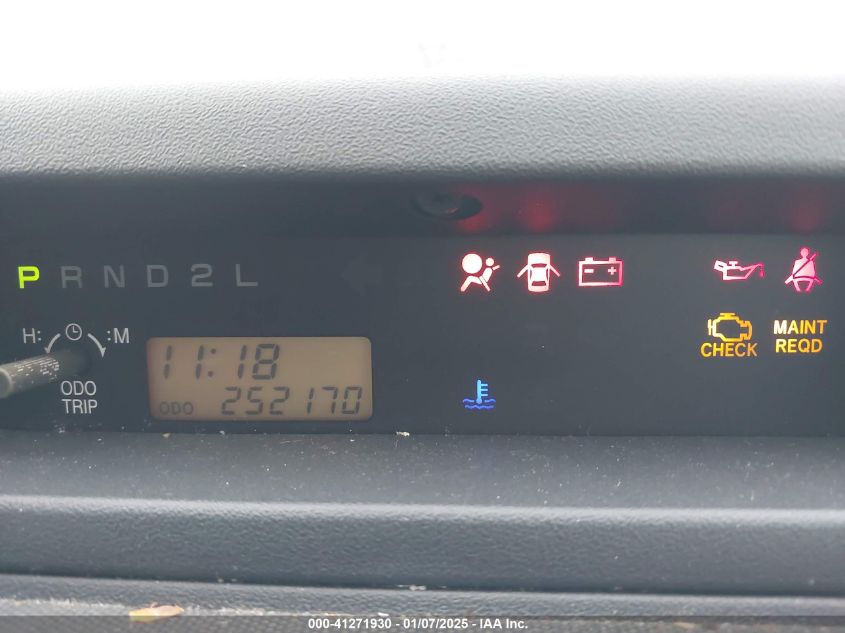 P R N D 2 L
H: :M
ODO
TRIP
11:18
ODO 252170
CHECK
MAINT
REQD
000-41271930 - 01/07/2025 - IAA Inc.